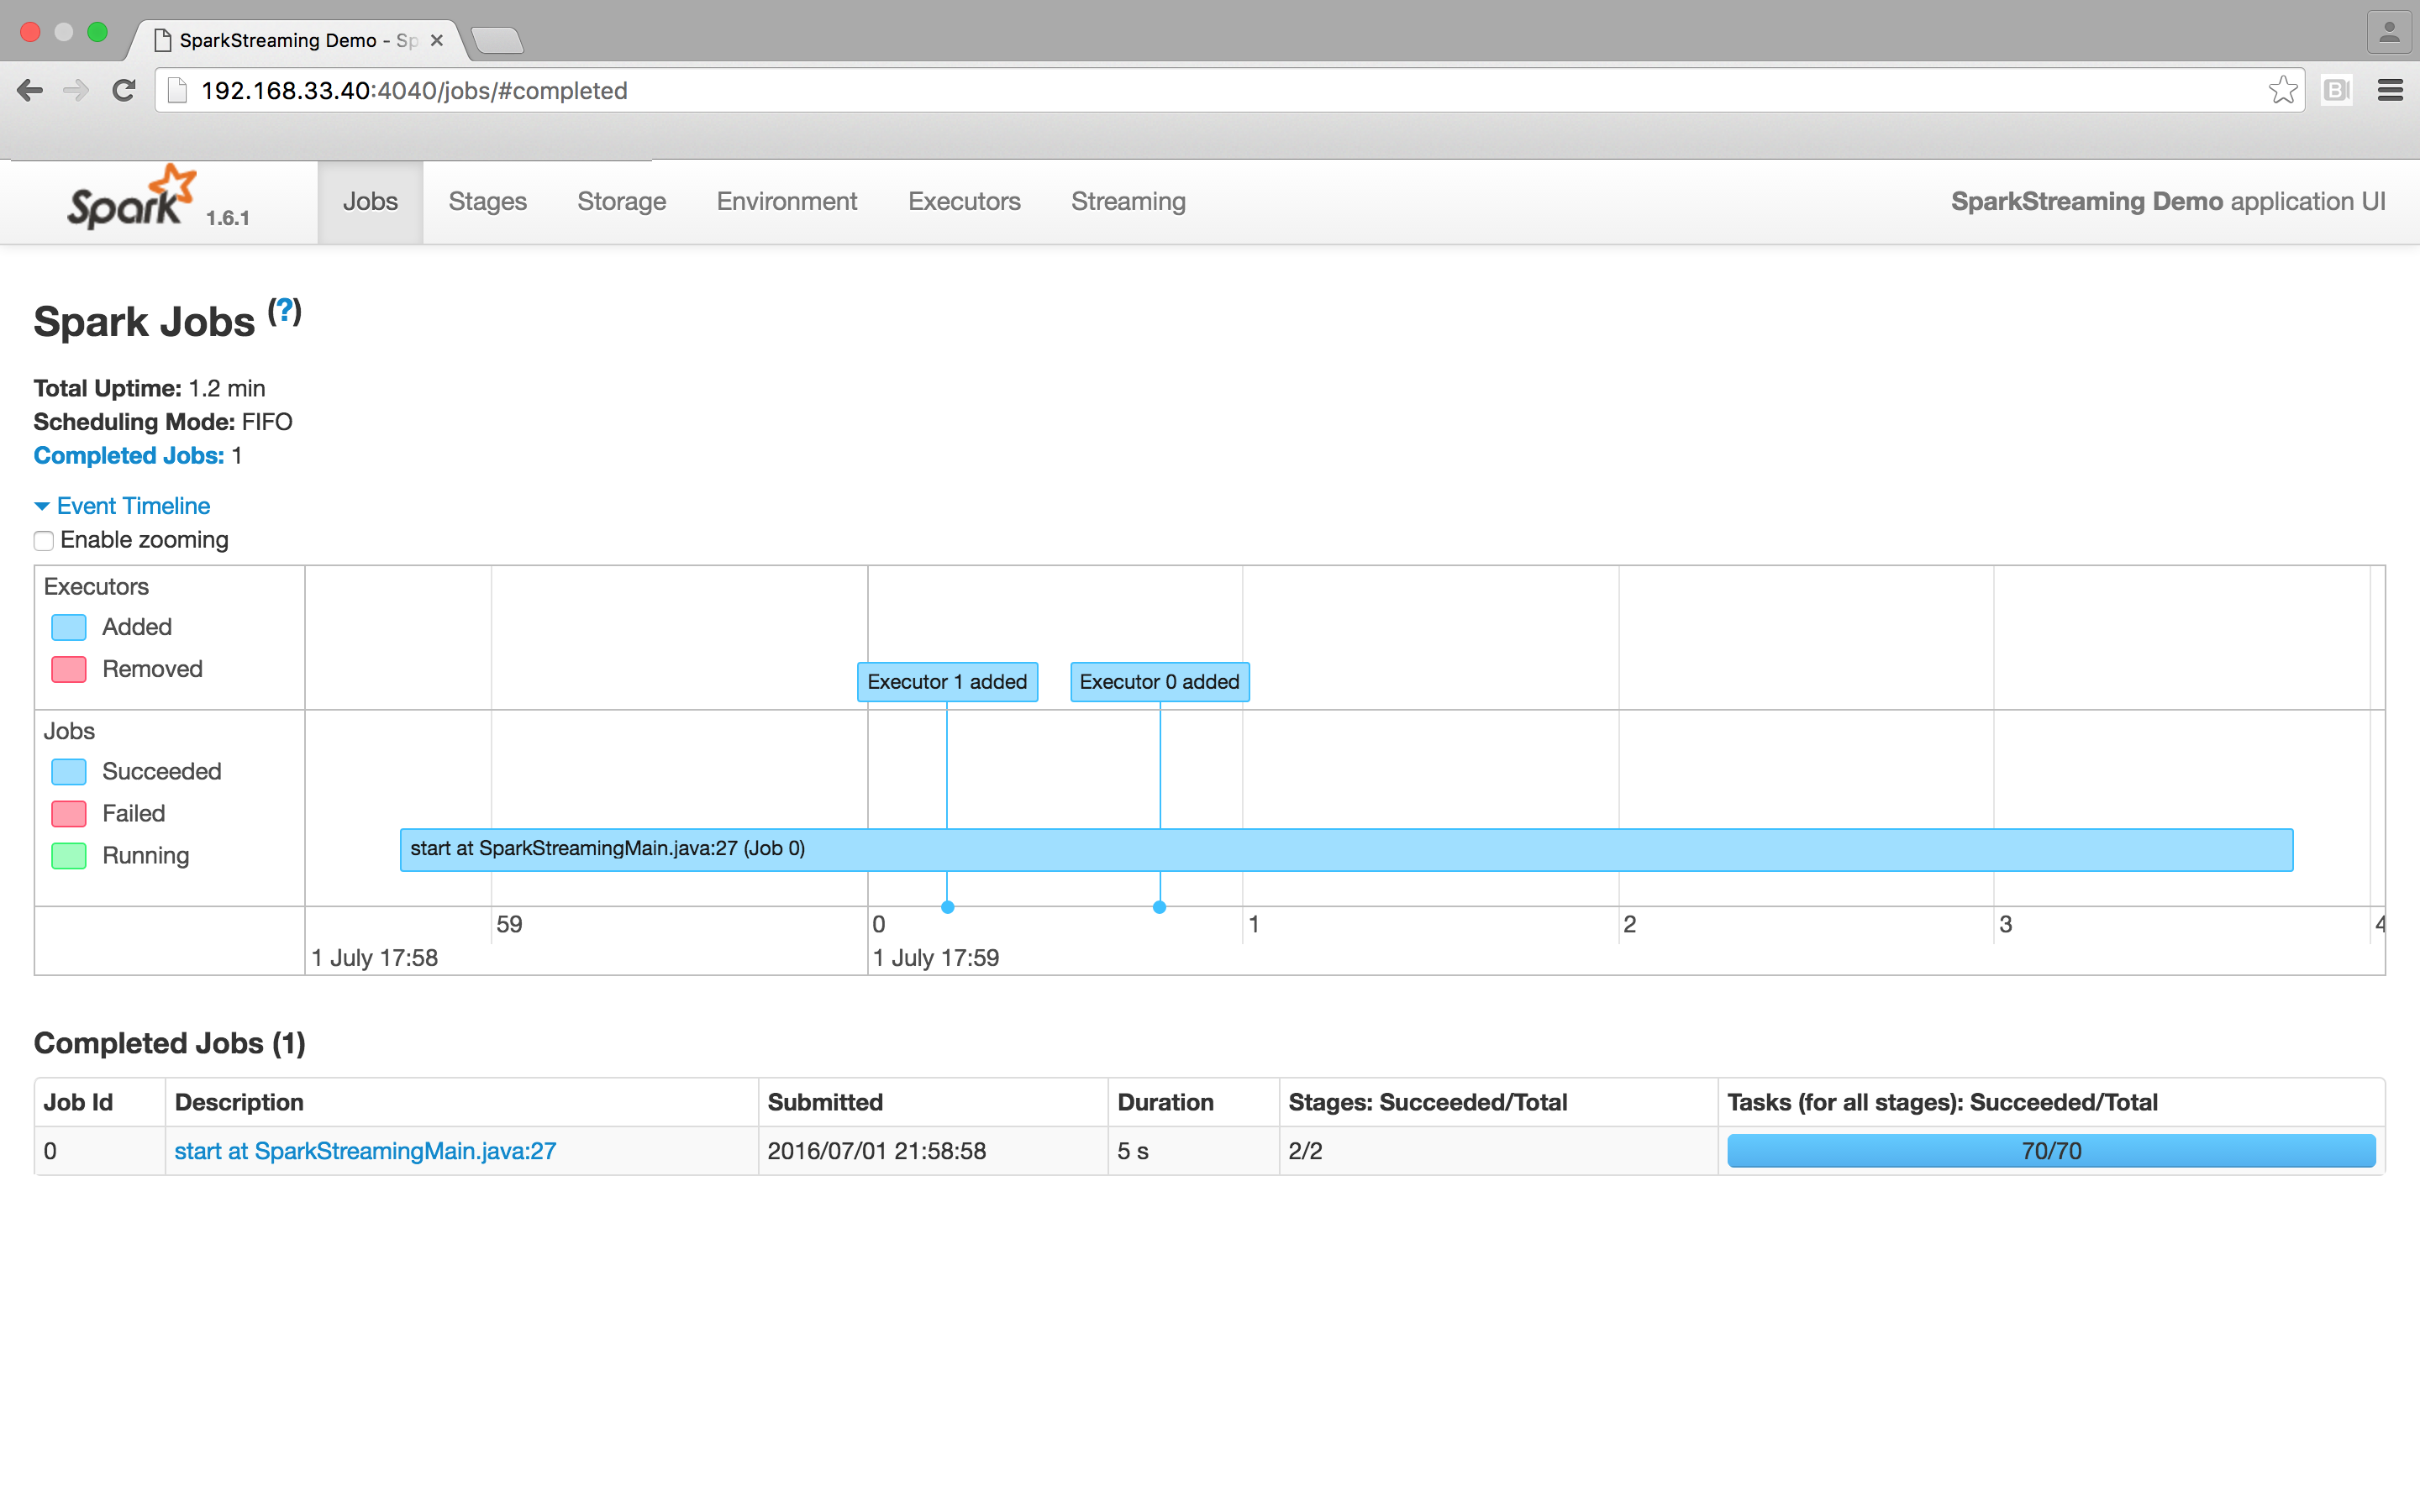 SparkStreaming Demo - Sp
192.168.33.40:4040/jobs/#completed
Spark 1.6.1 Jobs Stages Storage Environment Executors Streaming SparkStreaming Demo application UI
Spark Jobs (?)
Total Uptime: 1.2 min
Scheduling Mode: FIFO
Completed Jobs: 1
Event Timeline
Enable zooming
Executors
Added
Removed
Executor 1 added Executor 0 added
Jobs
Succeeded
Failed
Running
start at SparkStreamingMain.java:27 (Job 0)
59 0 1 2 3 4
1 July 17:58 1 July 17:59
Completed Jobs (1)
Job Id Description Submitted Duration Stages: Succeeded/Total Tasks (for all stages): Succeeded/Total
0 start at SparkStreamingMain.java:27 2016/07/01 21:58:58 5 s 2/2 70/70